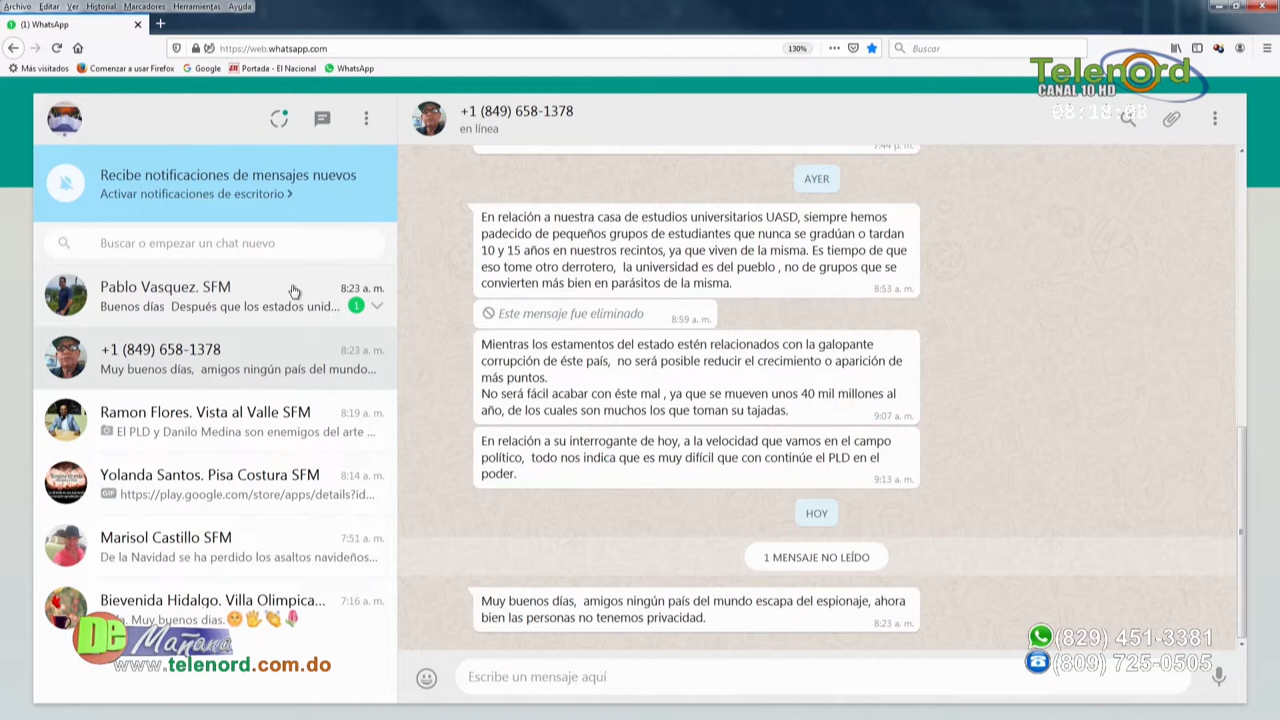 Archivo Editar Ver Historial Marcadores Herramientas Ayuda
(1) WhatsApp
https://web.whatsapp.com
130%
Buscar
Más visitados Comenzar a usar Firefox Google Portada - El Nacional WhatsApp
Telenord
CANAL 10 HD
08:18:08
+1 (849) 658-1378
en línea
Recibe notificaciones de mensajes nuevos
Activar notificaciones de escritorio >
Buscar o empezar un chat nuevo
Pablo Vasquez. SFM 8:23 a. m.
Buenos días Después que los estados unid... 1
+1 (849) 658-1378 8:23 a. m.
Muy buenos días, amigos ningún país del mundo...
Ramon Flores. Vista al Valle SFM 8:19 a. m.
El PLD y Danilo Medina son enemigos del arte ...
Yolanda Santos. Pisa Costura SFM 8:14 a. m.
GIF https://play.google.com/store/apps/details?id...
Marisol Castillo SFM 7:51 a. m.
De la Navidad se ha perdido los asaltos navideños...
Bievenida Hidalgo. Villa Olimpica... 7:16 a. m.
Muy buenos dias.
7:44 p. m.
AYER
En relación a nuestra casa de estudios universitarios UASD, siempre hemos
padecido de pequeños grupos de estudiantes que nunca se gradúan o tardan
10 y 15 años en nuestros recintos, ya que viven de la misma. Es tiempo de que
eso tome otro derrotero, la universidad es del pueblo , no de grupos que se
convierten más bien en parásitos de la misma.
8:53 a. m.
Este mensaje fue eliminado 8:59 a. m.
Mientras los estamentos del estado estén relacionados con la galopante
corrupción de éste país, no será posible reducir el crecimiento o aparición de
más puntos.
No será fácil acabar con éste mal , ya que se mueven unos 40 mil millones al
año, de los cuales son muchos los que toman su tajadas.
9:07 a. m.
En relación a su interrogante de hoy, a la velocidad que vamos en el campo
político, todo nos indica que es muy difícil que con continúe el PLD en el
poder.
9:13 a. m.
HOY
1 MENSAJE NO LEÍDO
Muy buenos días, amigos ningún país del mundo escapa del espionaje, ahora
bien las personas no tenemos privacidad.
8:23 a. m.
Escribe un mensaje aquí
De Mañana
www.telenord.com.do
(829) 451-3381
(809) 725-0505